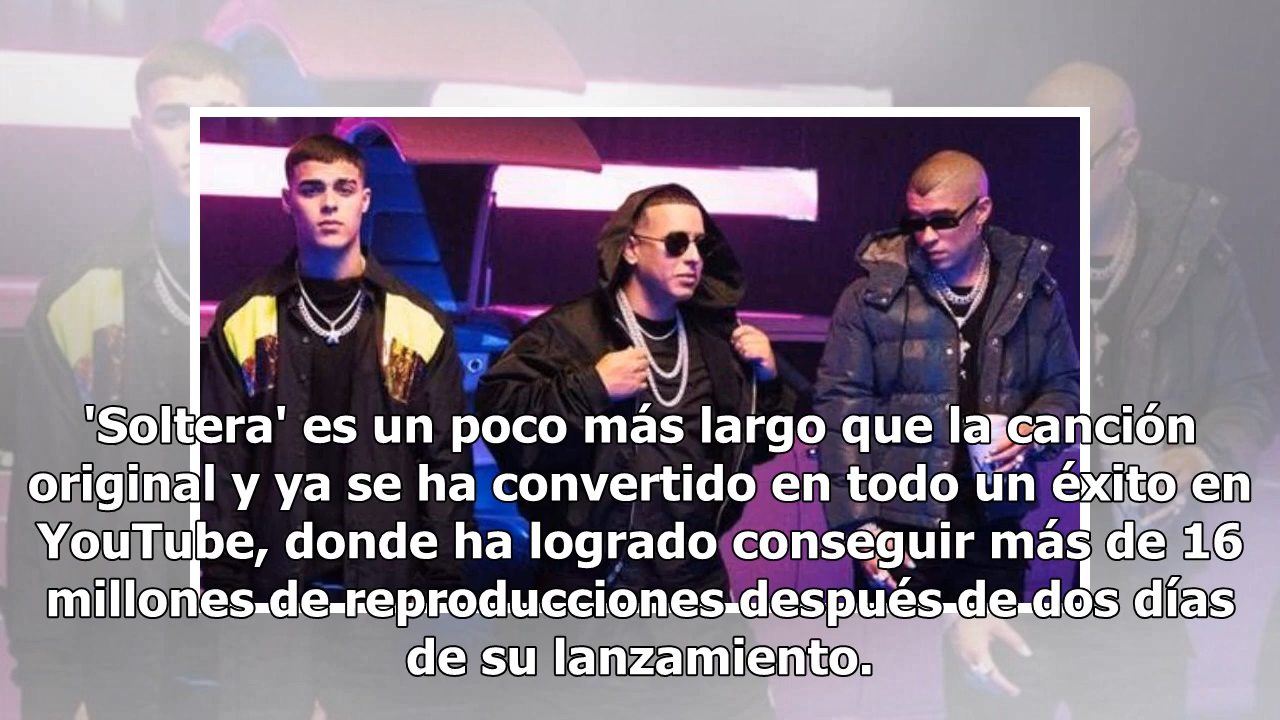 'Soltera' es un poco más largo que la canción
original y ya se ha convertido en todo un éxito en
YouTube, donde ha logrado conseguir más de 16
millones de reproducciones después de dos días
de su lanzamiento.